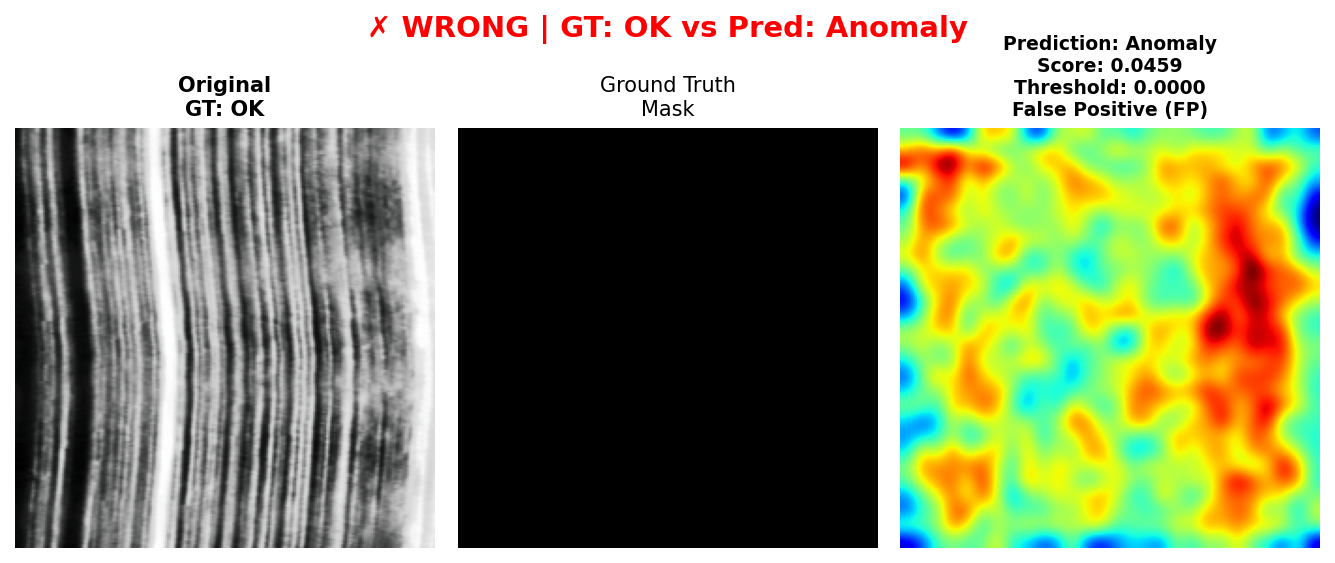 ✗ WRONG | GT: OK vs Pred: Anomaly
Original
GT: OK
Ground Truth
Mask
Prediction: Anomaly
Score: 0.0459
Threshold: 0.0000
False Positive (FP)